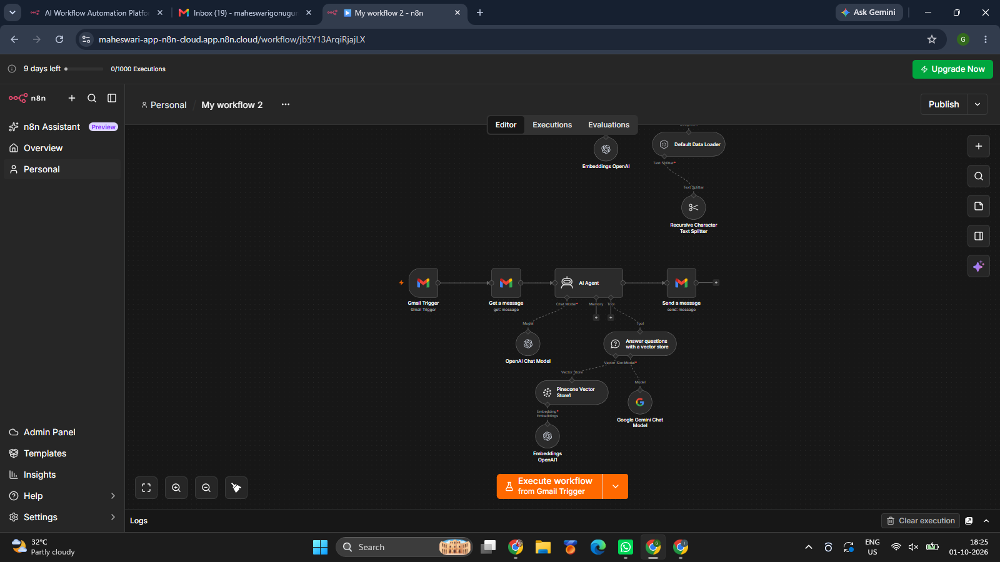 AI Workflow Automation Platfo
Inbox (19) - maheswarigonugur
My workflow 2 - n8n
Ask Gemini
maheswari-app-n8n-cloud.app.n8n.cloud/workflow/jb5Y13ArqiRjajLX
G
9 days left
0/1000 Executions
Upgrade Now
n8n
Personal / My workflow 2
Publish
n8n Assistant Preview
Overview
Personal
Editor
Executions
Evaluations
Embeddings OpenAI
Default Data Loader
Text Splitter*
Text Splitter
Recursive Character
Text Splitter
Gmail Trigger
Gmail Trigger
Get a message
get: message
AI Agent
Chat Model*
Memory
Tool
Send a message
send: message
Model
OpenAI Chat Model
Tool
Answer questions
with a vector store
Vector Stor
Model*
Vector Store
Pinecone Vector
Store1
Embedding*
Embeddings
Model
Google Gemini Chat
Model
Embeddings
OpenAI1
Admin Panel
Templates
Insights
Help
Settings
Execute workflow
from Gmail Trigger
Logs
Clear execution
32°C
Partly cloudy
Search
ENG
US
18:25
01-10-2026